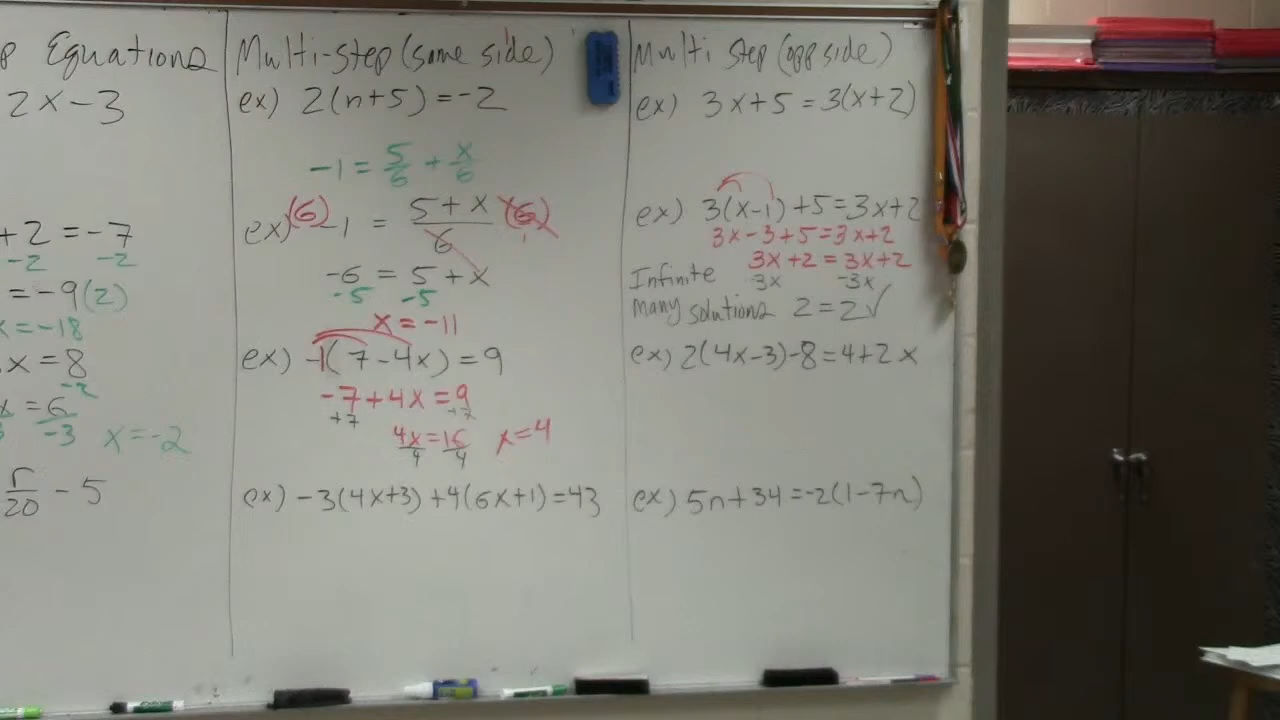 Equations
2x - 3
+2 = -7
-2 -2
= -9(2)
x = -18
x = 8
-2
x = 6
-3
x = -2
r/20 - 5
Multi-step (same side)
ex) 2(n+5) = -2
-1 = 5/6 + x/6
ex) (6) -1 = 5+x/6 (6)
-6 = 5 + x
-5 -5
x = -11
ex) -1(7-4x) = 9
-7+4x = 9
+7 +7
4x/4 = 16/4 x = 4
ex) -3(4x+3) +4(6x+1) = 43
Multi step (opp side)
ex) 3x+5 = 3(x+2)
ex) 3(x-1)+5 = 3x+2
3x-3+5 = 3x+2
3x+2 = 3x+2
Infinite -3x -3x
many solutions 2 = 2 ✓
ex) 2(4x-3)-8 = 4+2x
ex) 5n+34 = -2(1-7n)